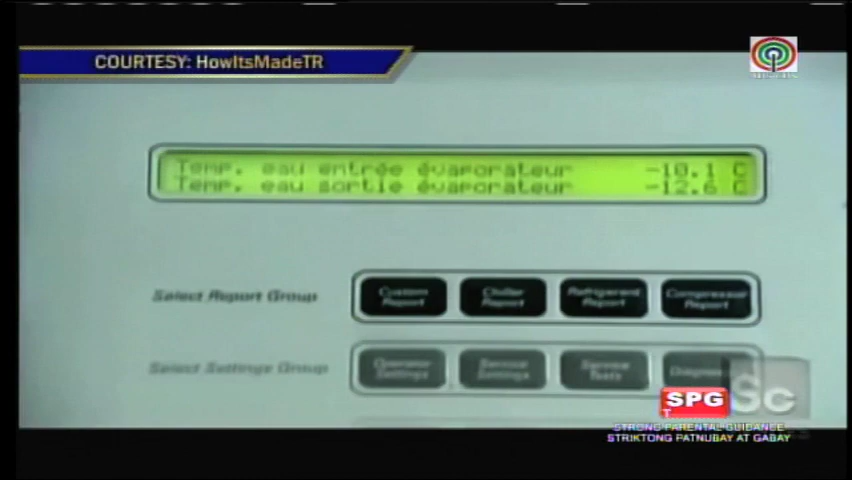 COURTESY: HowItsMadeTR
Temp. eau entrée évaporateur -10.1 C
Temp. eau sortie évaporateur -12.6 C
Select Report Group
Custom Report
Chiller Report
Refrigerant Report
Compressor Report
Select Settings Group
Operator Settings
Service Settings
Service Tests
Sc
SPG
T
STRONG PARENTAL GUIDANCE
STRIKTONG PATNUBAY AT GABAY